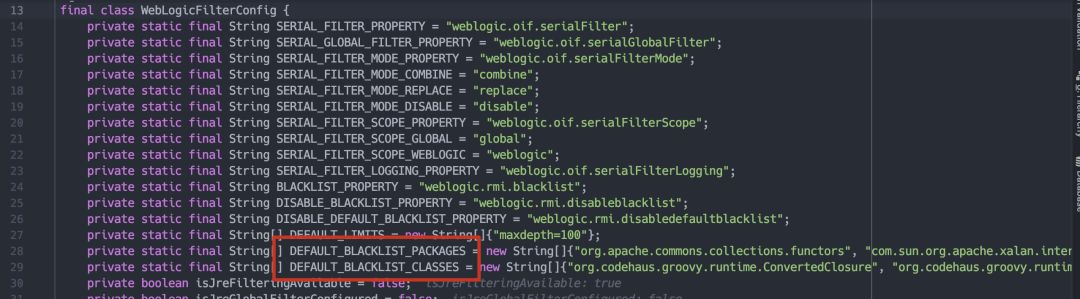 13 final class WebLogicFilterConfig {
14 private static final String SERIAL_FILTER_PROPERTY = "weblogic.oif.serialFilter";
15 private static final String SERIAL_GLOBAL_FILTER_PROPERTY = "weblogic.oif.serialGlobalFilter";
16 private static final String SERIAL_FILTER_MODE_PROPERTY = "weblogic.oif.serialFilterMode";
17 private static final String SERIAL_FILTER_MODE_COMBINE = "combine";
18 private static final String SERIAL_FILTER_MODE_REPLACE = "replace";
19 private static final String SERIAL_FILTER_MODE_DISABLE = "disable";
20 private static final String SERIAL_FILTER_SCOPE_PROPERTY = "weblogic.oif.serialFilterScope";
21 private static final String SERIAL_FILTER_SCOPE_GLOBAL = "global";
22 private static final String SERIAL_FILTER_SCOPE_WEBLOGIC = "weblogic";
23 private static final String SERIAL_FILTER_LOGGING_PROPERTY = "weblogic.oif.serialFilterLogging";
24 private static final String BLACKLIST_PROPERTY = "weblogic.rmi.blacklist";
25 private static final String DISABLE_BLACKLIST_PROPERTY = "weblogic.rmi.disableblacklist";
26 private static final String DISABLE_DEFAULT_BLACKLIST_PROPERTY = "weblogic.rmi.disabledefaultblacklist";
27 private static final String[] DEFAULT_LIMITS = new String[]{"maxdepth=100"};
28 private static final String[] DEFAULT_BLACKLIST_PACKAGES = new String[]{"org.apache.commons.collections.functors", "com.sun.org.apache.xalan.inter
29 private static final String[] DEFAULT_BLACKLIST_CLASSES = new String[]{"org.codehaus.groovy.runtime.ConvertedClosure", "org.codehaus.groovy.runtim
30 private boolean isJreFilteringAvailable = false; isJreFilteringAvailable: true
31 private boolean isJreGlobalFilterConfigured = false; isJreGlobalFilterConfigured: false